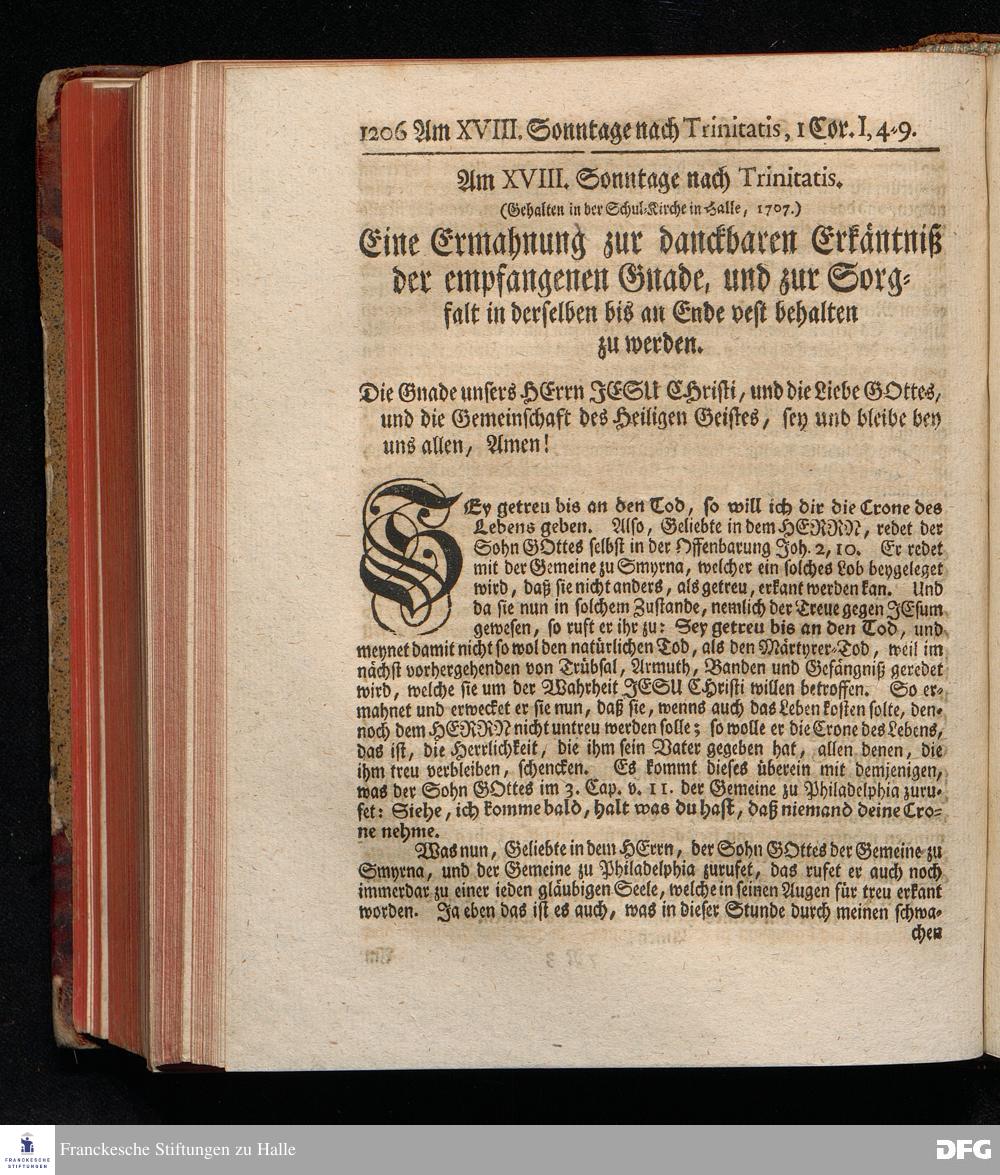 1206 Am XVIII. Sonntage nach Trinitatis, 1 Cor. I, 4-9.
Am XVIII. Sonntage nach Trinitatis.
(Gehalten in der Schul-Kirche in Halle, 1707.)
Eine Ermahnung zur danckbaren Erkäntniß
der empfangenen Gnade, und zur Sorg-
falt in derselben bis an Ende vest behalten
zu werden.
Die Gnade unsers HErrn JESU CHristi, und die Liebe GOttes,
und die Gemeinschaft des Heiligen Geistes, sey und bleibe bey
uns allen, Amen!
SEy getreu bis an den Tod, so will ich dir die Crone des
Lebens geben. Also, Geliebte in dem HERRN, redet der
Sohn GOttes selbst in der Offenbarung Joh. 2, 10. Er redet
mit der Gemeine zu Smyrna, welcher ein solches Lob beygeleget
wird, daß sie nicht anders, als getreu, erkant werden kan. Und
da sie nun in solchem Zustande, nemlich der Treue gegen JEsum
gewesen, so ruft er ihr zu: Sey getreu bis an den Tod, und
meynet damit nicht so wol den natürlichen Tod, als den Märtyrer-Tod, weil im
nächst vorhergehenden von Trübsal, Armuth, Banden und Gefängniß geredet
wird, welche sie um der Wahrheit JESU CHristi willen betroffen. So er-
mahnet und erwecket er sie nun, daß sie, wenns auch das Leben kosten solte, den-
noch dem HERRN nicht untreu werden solle; so wolle er die Crone des Lebens,
das ist, die Herrlichkeit, die ihm sein Vater gegeben hat, allen denen, die
ihm treu verbleiben, schencken. Es kommt dieses überein mit demjenigen,
was der Sohn GOttes im 3. Cap. v. 11. der Gemeine zu Philadelphia zuru-
fet: Siehe, ich komme bald, halt was du hast, daß niemand deine Cro-
ne nehme.
Was nun, Geliebte in dem HErrn, der Sohn GOttes der Gemeine zu
Smyrna, und der Gemeine zu Philadelphia zurufet, das rufet er auch noch
immerdar zu einer ieden gläubigen Seele, welche in seinen Augen für treu erkant
worden. Ja eben das ist es auch, was in dieser Stunde durch meinen schwa-
chen
FRANCKESCHE
STIFTUNGEN
Franckesche Stiftungen zu Halle
DFG